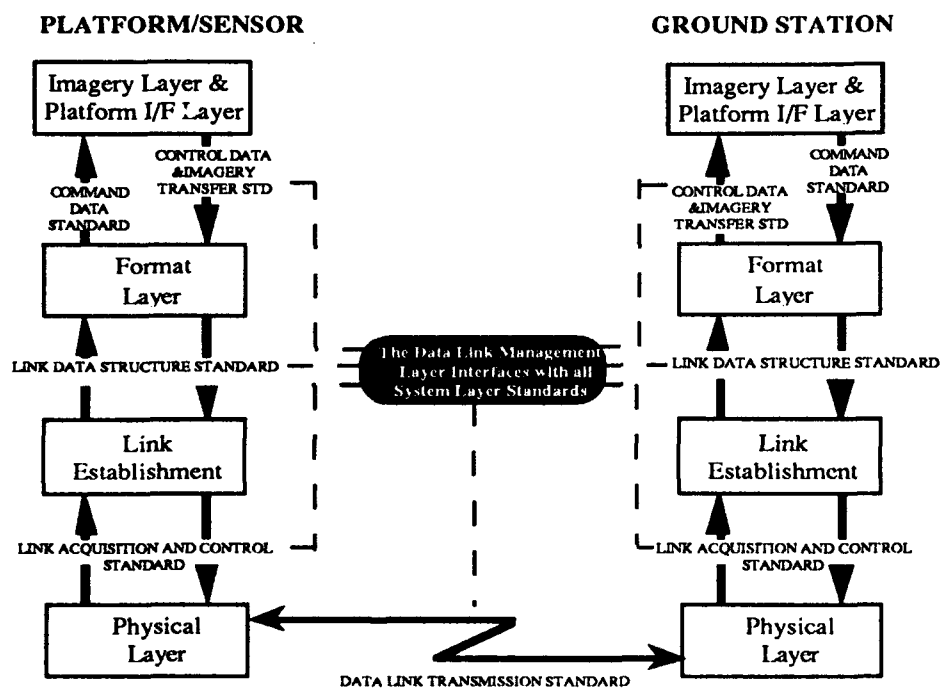 PLATFORM/SENSOR
GROUND STATION
Imagery Layer &
Platform I/F Layer
CONTROL DATA
&IMAGERY
TRANSFER STD
COMMAND
DATA
STANDARD
Format
Layer
LINK DATA STRUCTURE STANDARD
Link
Establishment
LINK ACQUISITION AND CONTROL
STANDARD
Physical
Layer
The Data Link Management
Layer Interfaces with all
System Layer Standards
DATA LINK TRANSMISSION STANDARD
Imagery Layer &
Platform I/F Layer
COMMAND
DATA
STANDARD
CONTROL DATA
&IMAGERY
TRANSFER STD
Format
Layer
LINK DATA STRUCTURE STANDARD
Link
Establishment
LINK ACQUISITION AND CONTROL
STANDARD
Physical
Layer